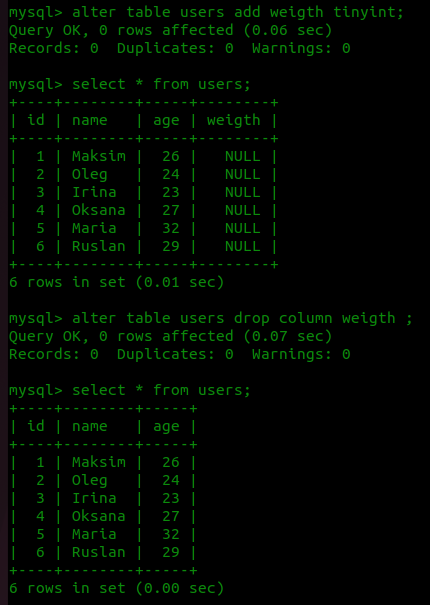 mysql> alter table users add weigth tinyint;
Query OK, 0 rows affected (0.06 sec)
Records: 0  Duplicates: 0  Warnings: 0
mysql> select * from users;
+----+--------+-----+--------+
| id | name   | age | weigth |
+----+--------+-----+--------+
|  1 | Maksim |  26 |   NULL |
|  2 | Oleg   |  24 |   NULL |
|  3 | Irina  |  23 |   NULL |
|  4 | Oksana |  27 |   NULL |
|  5 | Maria  |  32 |   NULL |
|  6 | Ruslan |  29 |   NULL |
+----+--------+-----+--------+
6 rows in set (0.01 sec)
mysql> alter table users drop column weigth ;
Query OK, 0 rows affected (0.07 sec)
Records: 0  Duplicates: 0  Warnings: 0
mysql> select * from users;
+----+--------+-----+
| id | name   | age |
+----+--------+-----+
|  1 | Maksim |  26 |
|  2 | Oleg   |  24 |
|  3 | Irina  |  23 |
|  4 | Oksana |  27 |
|  5 | Maria  |  32 |
|  6 | Ruslan |  29 |
+----+--------+-----+
6 rows in set (0.00 sec)